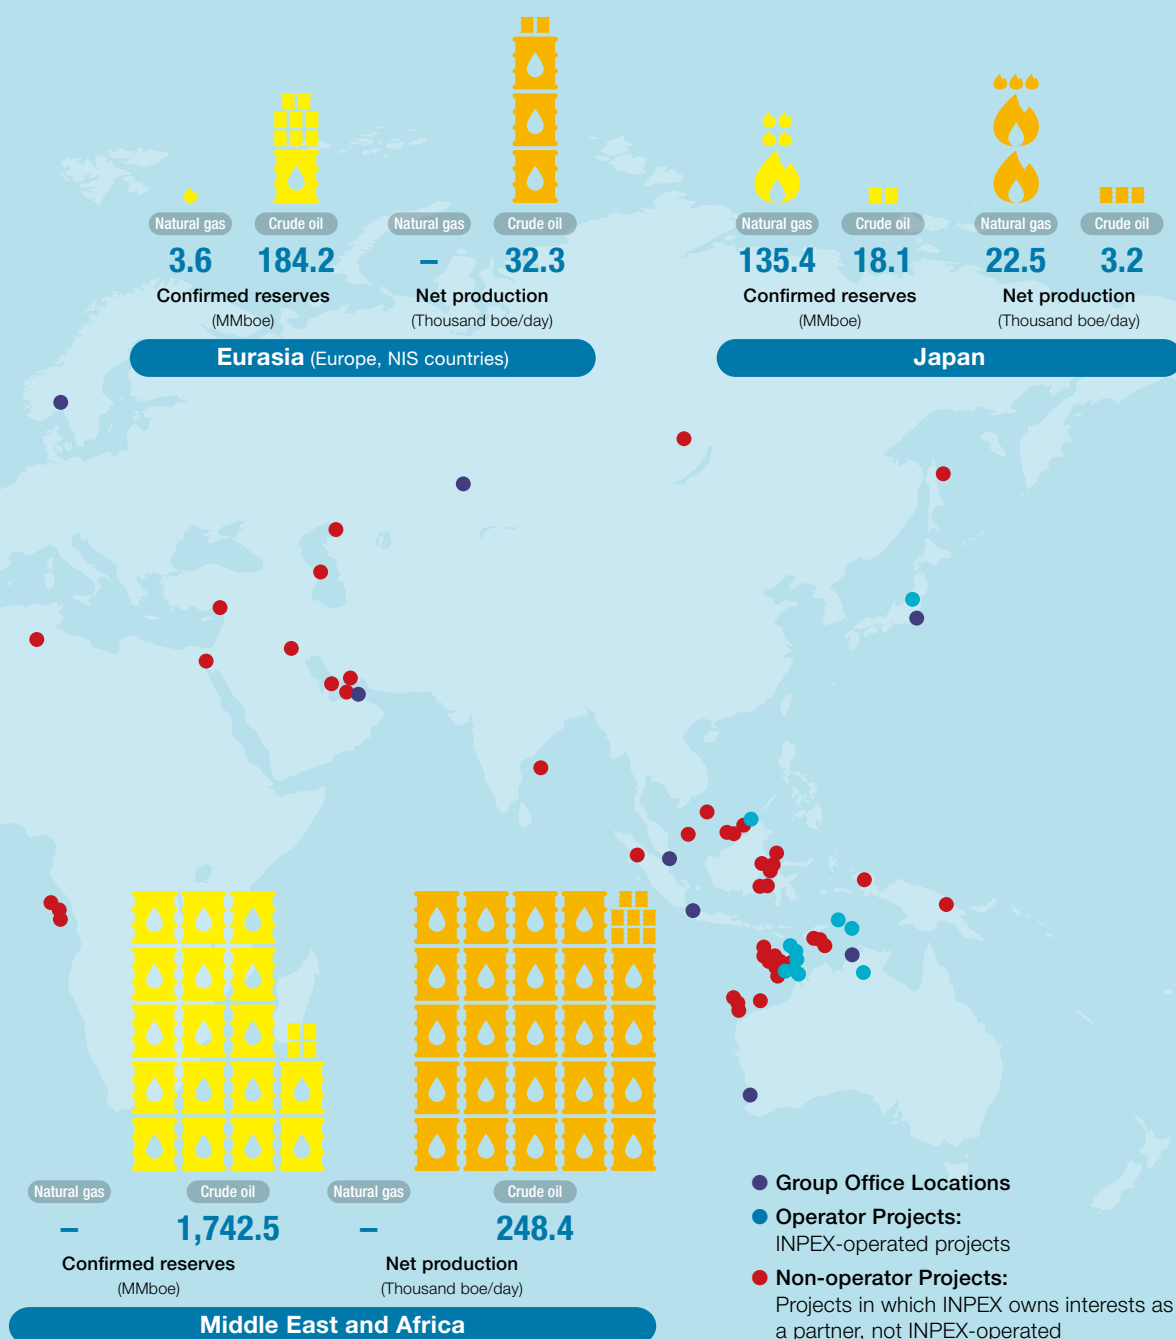 Natural gas Crude oil Natural gas Crude oil
3.6 184.2 – 32.3
Confirmed reserves Net production
(MMboe) (Thousand boe/day)
Eurasia (Europe, NIS countries)
Natural gas Crude oil Natural gas Crude oil
135.4 18.1 22.5 3.2
Confirmed reserves Net production
(MMboe) (Thousand boe/day)
Japan
Natural gas Crude oil Natural gas Crude oil
– 1,742.5 – 248.4
Confirmed reserves Net production
(MMboe) (Thousand boe/day)
Middle East and Africa
Group Office Locations
Operator Projects:
INPEX-operated projects
Non-operator Projects:
Projects in which INPEX owns interests as
a partner, not INPEX-operated